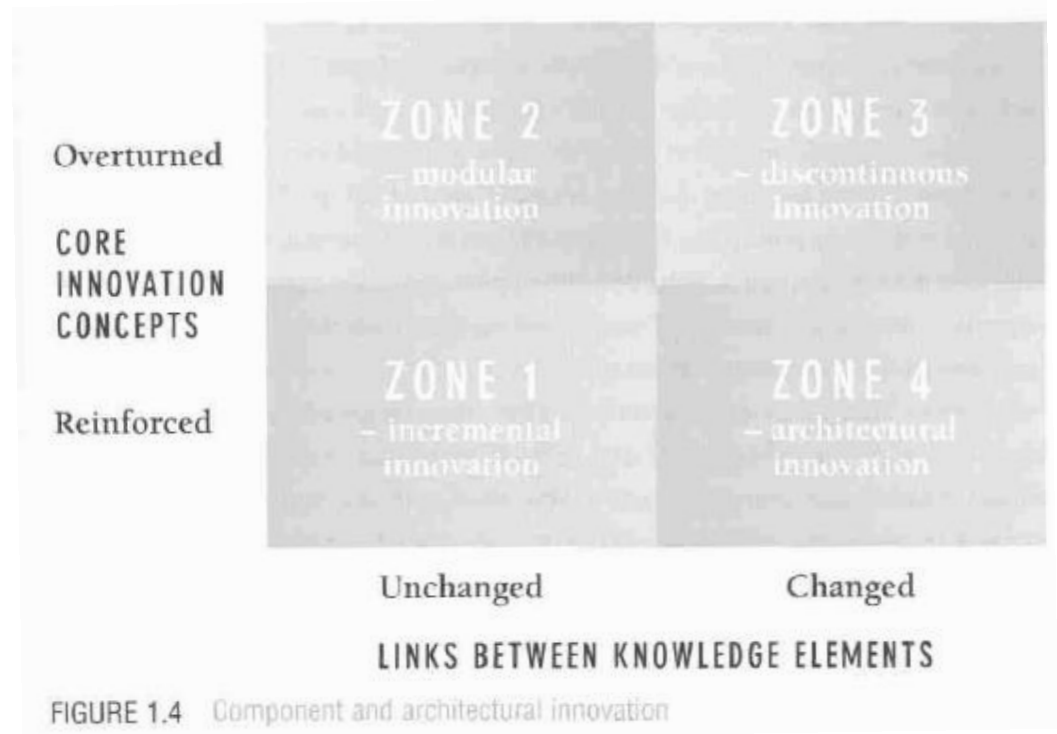 ZONE 2
– modular
innovation
ZONE 3
– discontinuous
innovation
Overturned
CORE
INNOVATION
CONCEPTS
ZONE 1
– incremental
innovation
ZONE 4
– architectural
innovation
Reinforced
Unchanged
Changed
LINKS BETWEEN KNOWLEDGE ELEMENTS
FIGURE 1.4 Component and architectural innovation